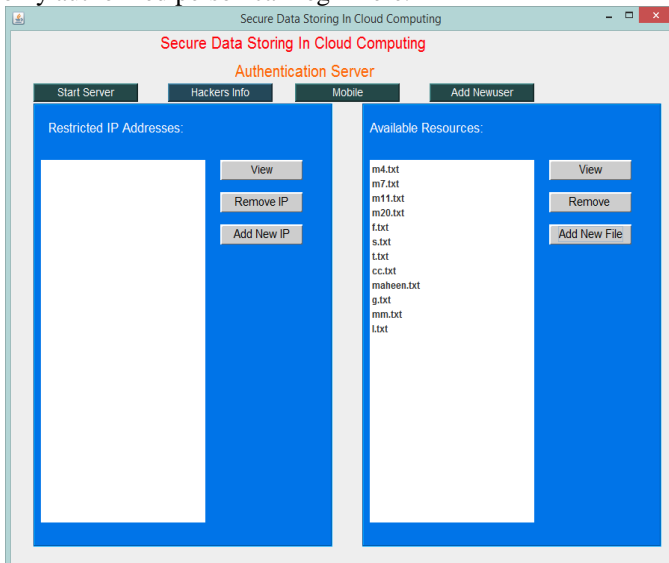 Secure Data Storing In Cloud Computing
Secure Data Storing In Cloud Computing
Authentication Server
Start Server Hackers Info Mobile Add Newuser
Restricted IP Addresses:
View
Remove IP
Add New IP
Available Resources:
m4.txt
m7.txt
m11.txt
m20.txt
f.txt
s.txt
t.txt
cc.txt
maheen.txt
g.txt
mm.txt
l.txt
View
Remove
Add New File